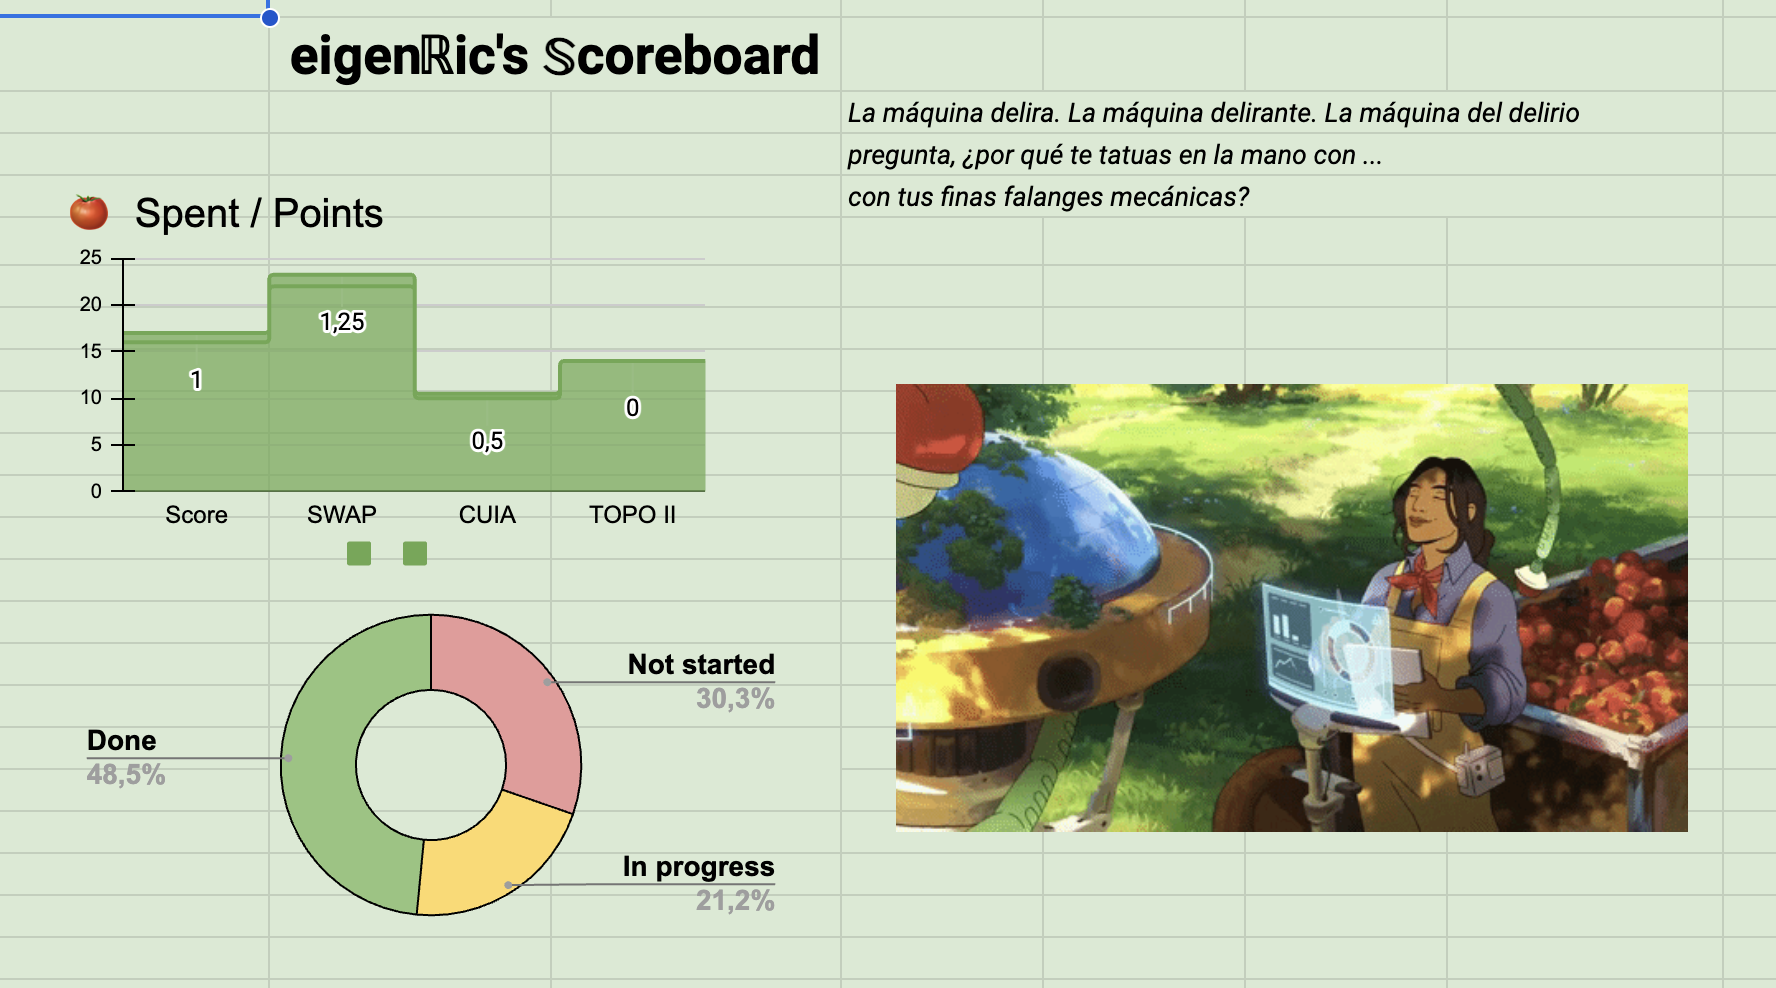 eigenℝic's 𝕊coreboard
La máquina delira. La máquina delirante. La máquina del delirio
pregunta, ¿por qué te tatuas en la mano con ...
con tus finas falanges mecánicas?
🍅 Spent / Points
25
20
15
10
5
0
1
1,25
0,5
0
Score
SWAP
CUIA
TOPO II
Not started
30,3%
Done
48,5%
In progress
21,2%